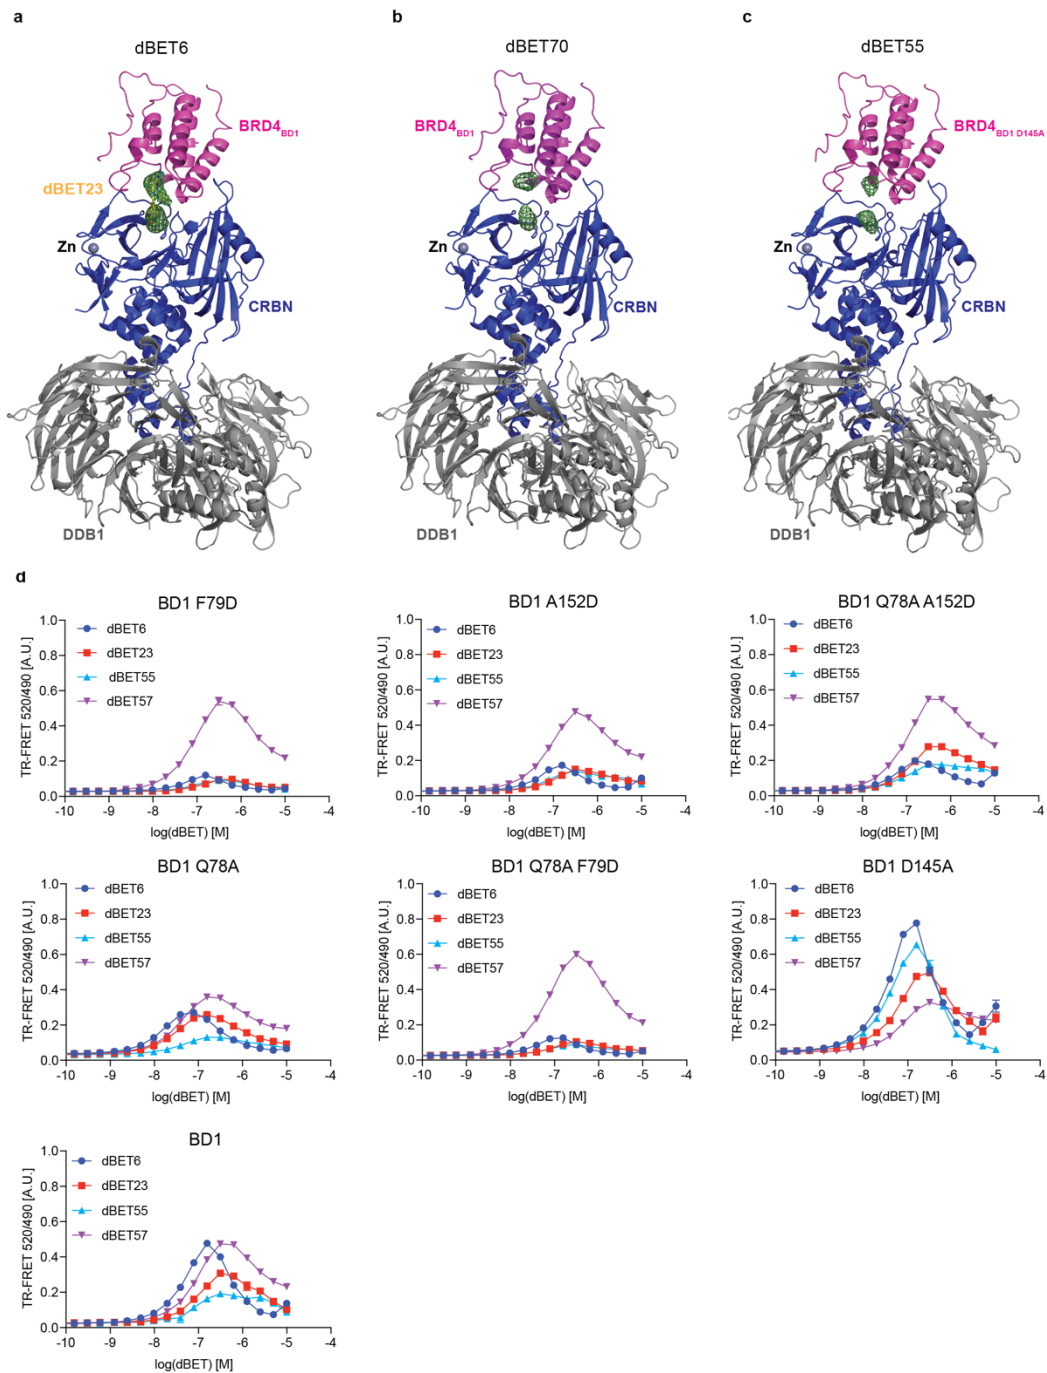 a
b
c
dBET6
dBET70
dBET55
BRD4BD1
BRD4BD1
BRD4BD1 D145A
dBET23
Zn
Zn
Zn
CRBN
CRBN
CRBN
DDB1
DDB1
DDB1
d
BD1 F79D
TR-FRET 520/490 [A.U.]
1.0
0.8
0.6
0.4
0.2
0.0
dBET6
dBET23
dBET55
dBET57
-10 -9 -8 -7 -6 -5 -4
log(dBET) [M]
BD1 A152D
TR-FRET 520/490 [A.U.]
1.0
0.8
0.6
0.4
0.2
0.0
dBET6
dBET23
dBET55
dBET57
-10 -9 -8 -7 -6 -5 -4
log(dBET) [M]
BD1 Q78A A152D
TR-FRET 520/490 [A.U.]
1.0
0.8
0.6
0.4
0.2
0.0
dBET6
dBET23
dBET55
dBET57
-10 -9 -8 -7 -6 -5 -4
log(dBET) [M]
BD1 Q78A
TR-FRET 520/490 [A.U.]
1.0
0.8
0.6
0.4
0.2
0.0
dBET6
dBET23
dBET55
dBET57
-10 -9 -8 -7 -6 -5 -4
log(dBET) [M]
BD1 Q78A F79D
TR-FRET 520/490 [A.U.]
1.0
0.8
0.6
0.4
0.2
0.0
dBET6
dBET23
dBET55
dBET57
-10 -9 -8 -7 -6 -5 -4
log(dBET) [M]
BD1 D145A
TR-FRET 520/490 [A.U.]
1.0
0.8
0.6
0.4
0.2
0.0
dBET6
dBET23
dBET55
dBET57
-10 -9 -8 -7 -6 -5 -4
log(dBET) [M]
BD1
TR-FRET 520/490 [A.U.]
1.0
0.8
0.6
0.4
0.2
0.0
dBET6
dBET23
dBET55
dBET57
-10 -9 -8 -7 -6 -5 -4
log(dBET) [M]